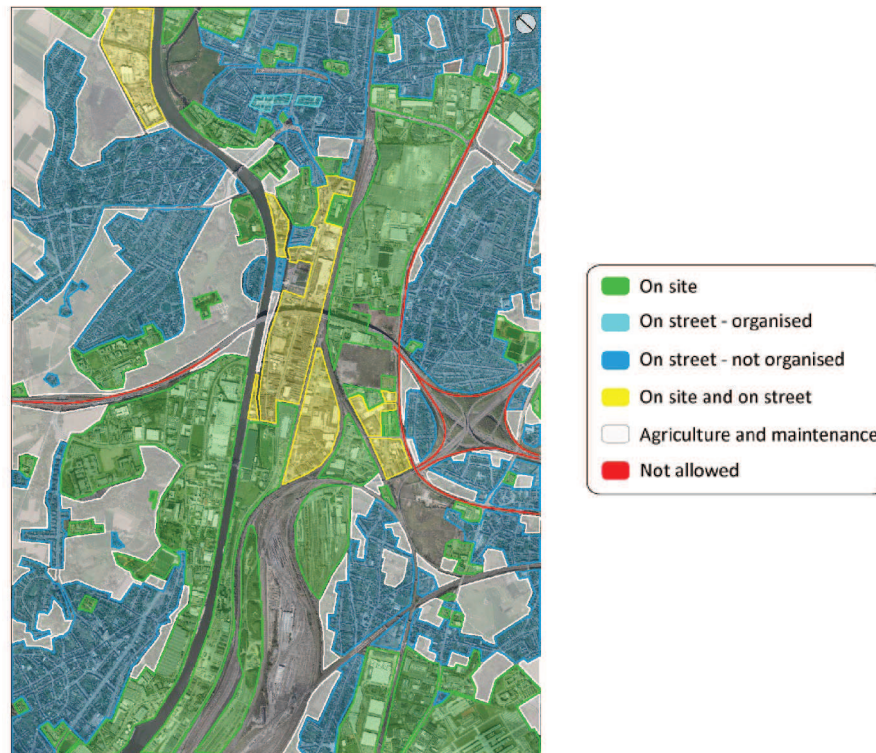 On site
On street - organised
On street - not organised
On site and on street
Agriculture and maintenance
Not allowed